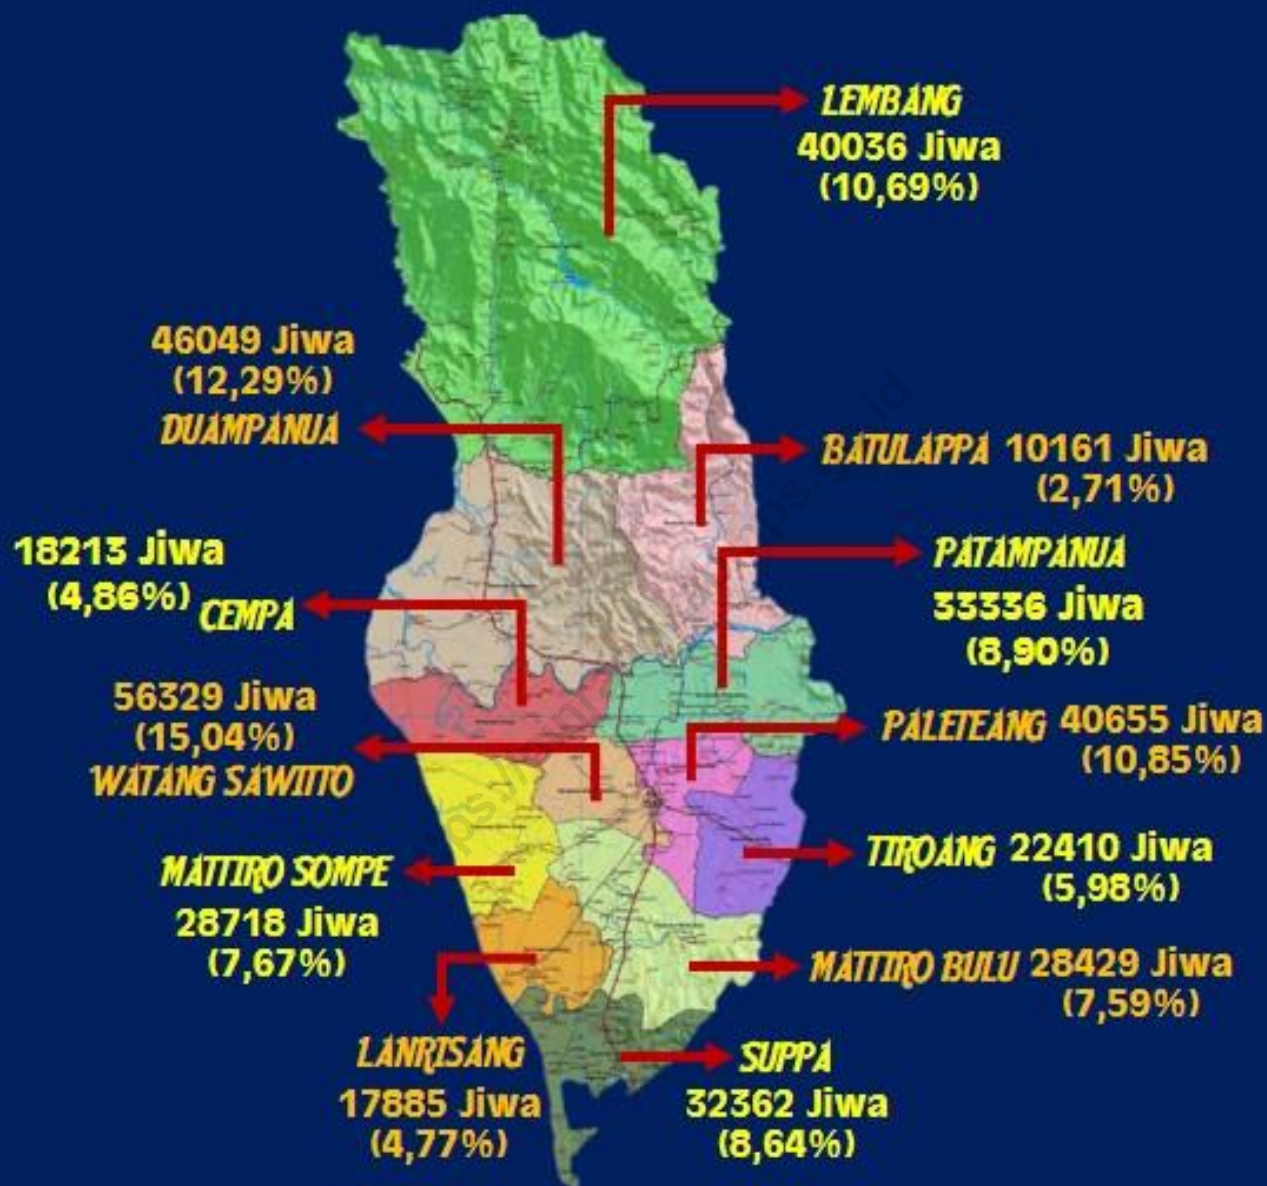 LEMBANG
40036 Jiwa
(10,69%)
46049 Jiwa
(12,29%)
DUAMPANUA
BATULAPPA 10161 Jiwa
(2,71%)
18213 Jiwa
(4,86%)
CEMPA
PATAMPANUA
33336 Jiwa
(8,90%)
56329 Jiwa
(15,04%)
WATANG SAWITTO
PALETEANG 40655 Jiwa
(10,85%)
MATTIRO SOMPE
28718 Jiwa
(7,67%)
TIROANG 22410 Jiwa
(5,98%)
MATTIRO BULU 28429 Jiwa
(7,59%)
LANRISANG
17885 Jiwa
(4,77%)
SUPPA
32362 Jiwa
(8,64%)